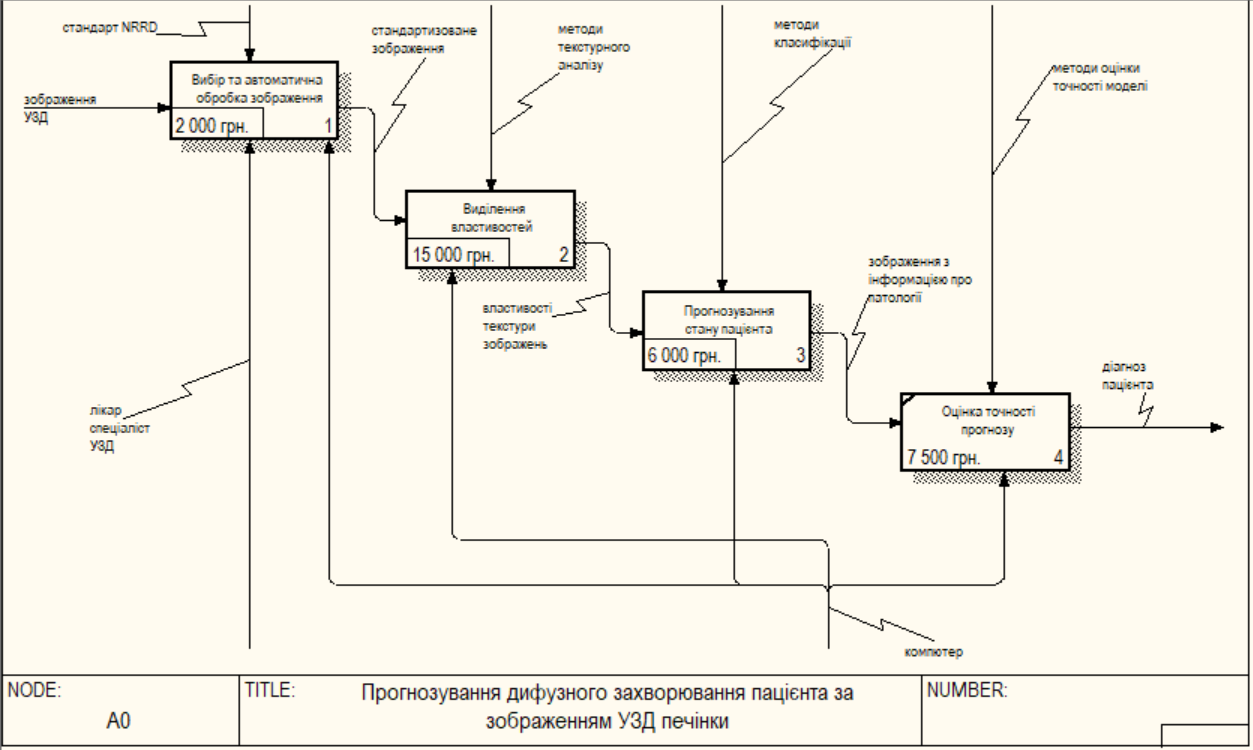 стандарт NRRD
стандартизоване
зображення
методи
текстурного
аналізу
методи
класифікації
методи оцінки
точності моделі
зображення
УЗД
Вибір та автоматична
обробка зображення
2 000 грн. 1
Виділення
властивостей
15 000 грн. 2
властивості
текстури
зображень
Прогнозування
стану пацієнта
6 000 грн. 3
зображення з
інформацією про
патології
Оцінка точності
прогнозу
7 500 грн. 4
діагноз
пацієнта
лікар
спеціаліст
УЗД
компютер
NODE:
A0
TITLE:
Прогнозування дифузного захворювання пацієнта за
зображенням УЗД печінки
NUMBER: